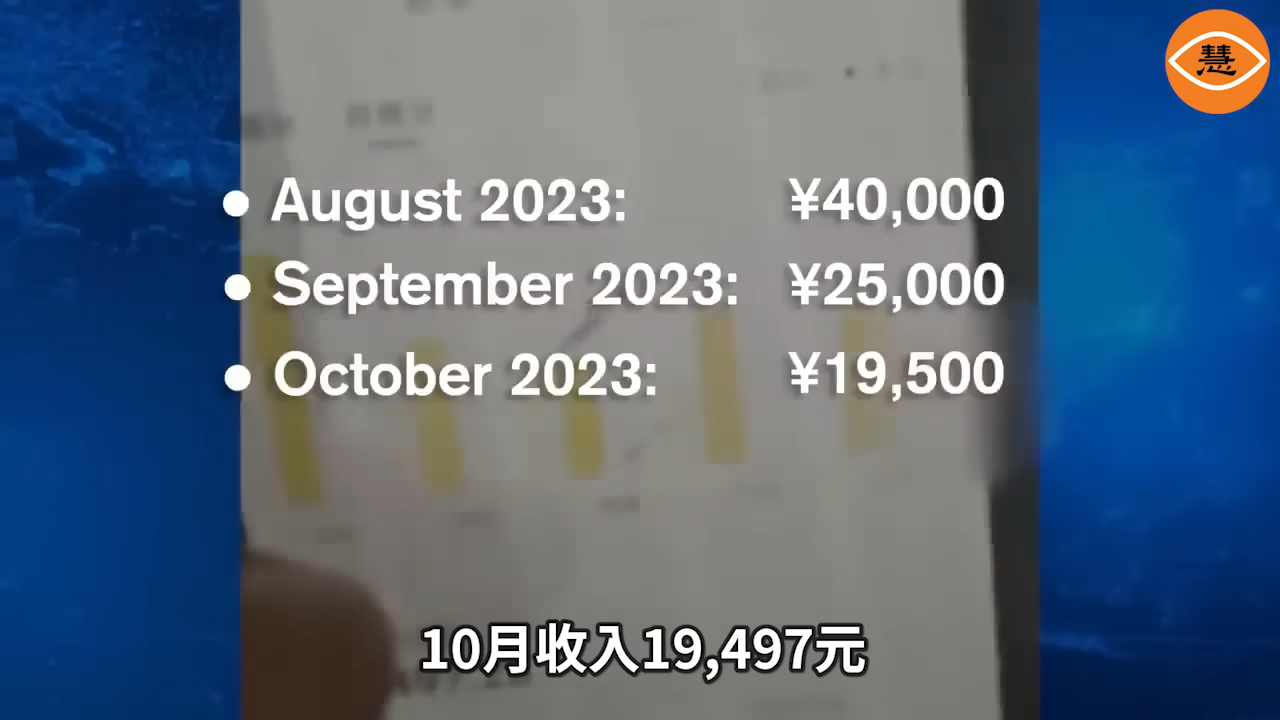 慧
• August 2023: ¥40,000
• September 2023: ¥25,000
• October 2023: ¥19,500
10月收入19,497元